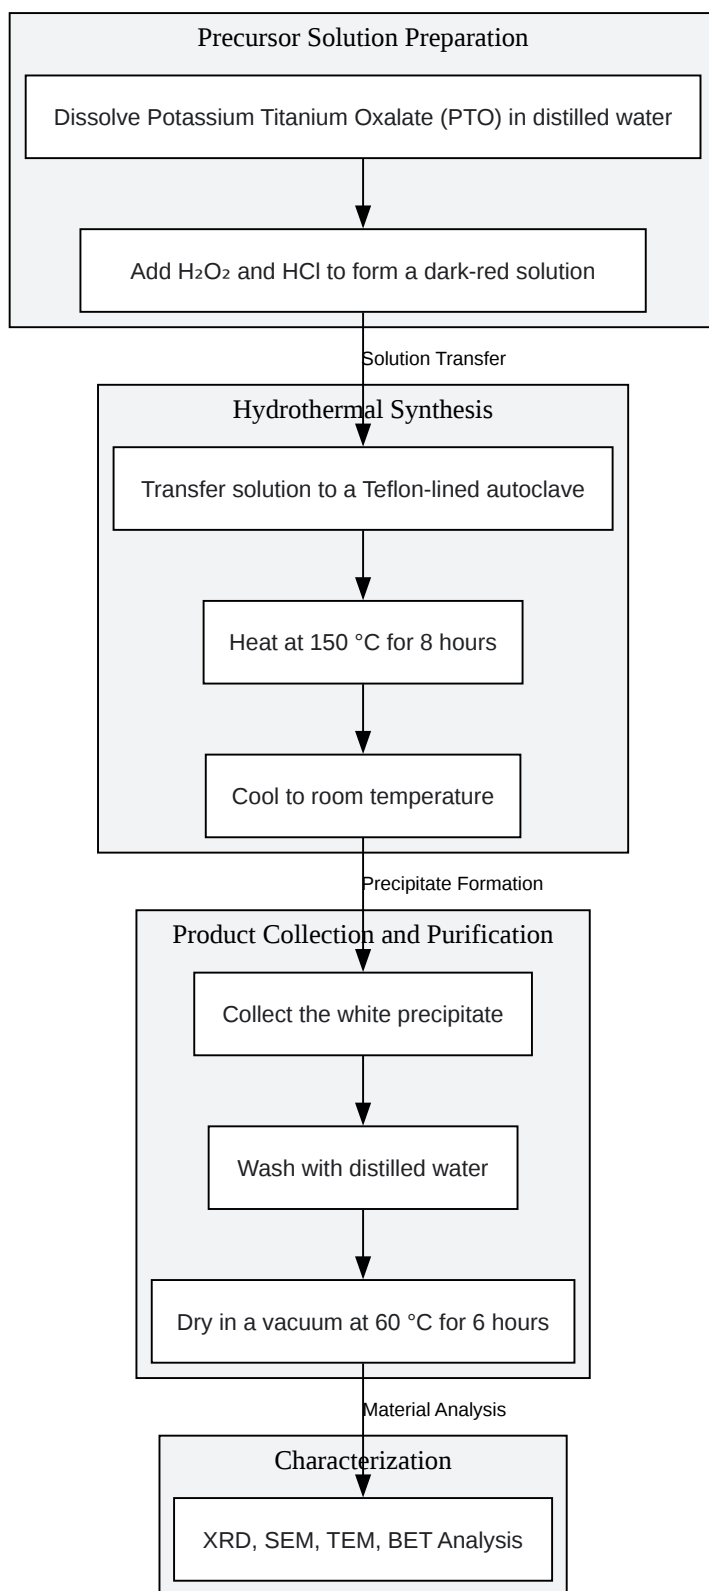 Precursor Solution Preparation
Dissolve Potassium Titanium Oxalate (PTO) in distilled water
Add H₂O₂ and HCl to form a dark-red solution
Solution Transfer
Hydrothermal Synthesis
Transfer solution to a Teflon-lined autoclave
Heat at 150 °C for 8 hours
Cool to room temperature
Precipitate Formation
Product Collection and Purification
Collect the white precipitate
Wash with distilled water
Dry in a vacuum at 60 °C for 6 hours
Material Analysis
Characterization
XRD, SEM, TEM, BET Analysis